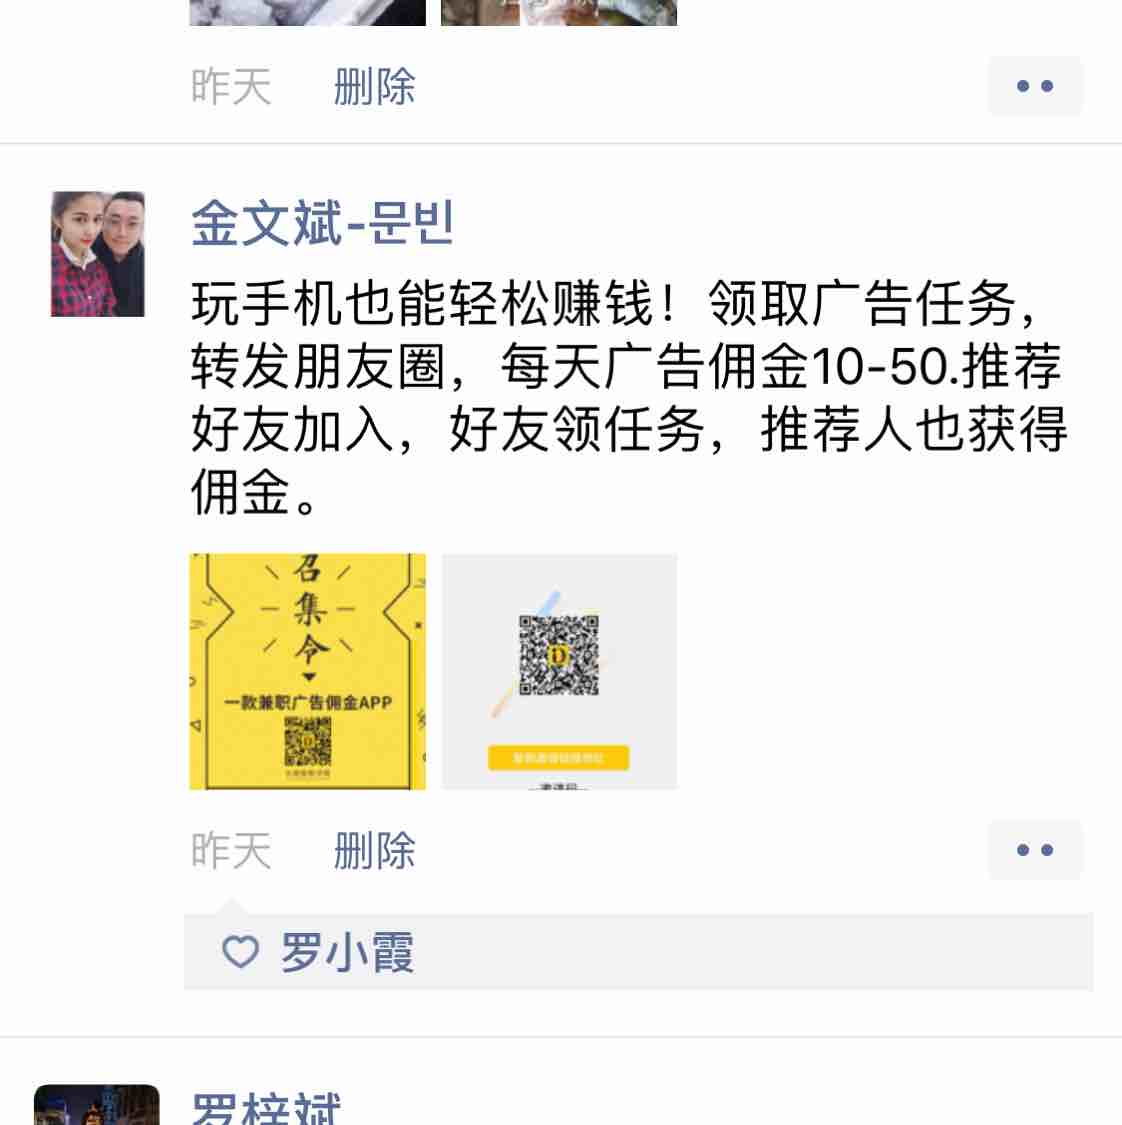 昨天 删除
金文斌-문빈
玩手机也能轻松赚钱！领取广告任务，
转发朋友圈，每天广告佣金10-50.推荐
好友加入，好友领任务，推荐人也获得
佣金。
召
集
令
一款兼职广告佣金APP
D
D
昨天 删除
罗小霞
罗梓斌